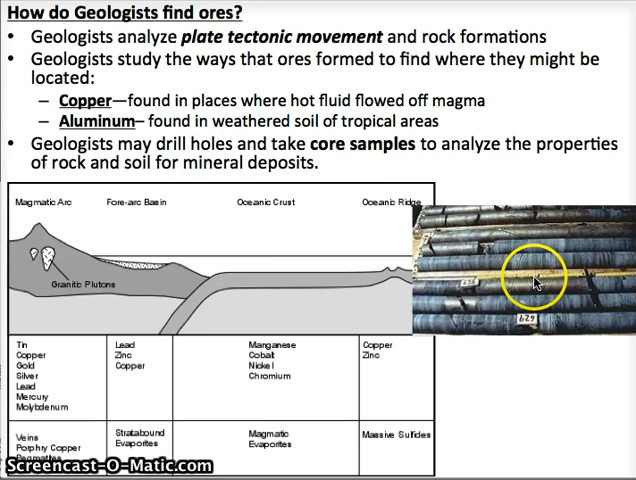 How do Geologists find ores?
• Geologists analyze plate tectonic movement and rock formations
• Geologists study the ways that ores formed to find where they might be
located:
– Copper—found in places where hot fluid flowed off magma
– Aluminum– found in weathered soil of tropical areas
• Geologists may drill holes and take core samples to analyze the properties
of rock and soil for mineral deposits.
Magmatic Arc Fore-arc Basin Oceanic Crust Oceanic Ridge
Granitic Plutons
629
Tin
Copper
Gold
Silver
Lead
Mercury
Molybdenum
Lead
Zinc
Copper
Manganese
Cobalt
Nickel
Chromium
Copper
Zinc
Veins
Porphry Copper
Pegmatites
Stratabound
Evaporites
Magmatic
Evaporites
Massive Sulfides
Screencast-O-Matic.com